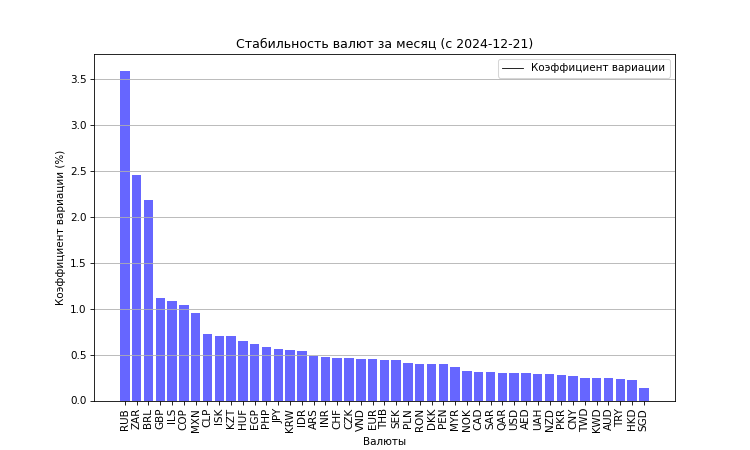 Стабильность валют за месяц (с 2024-12-21)
Коэффициент вариации
Коэффициент вариации (%)
3.5
3.0
2.5
2.0
1.5
1.0
0.5
0.0
RUB ZAR BRL GBP ILS COP MXN CLP ISK KZT HUF EGP PHP JPY KRW IDR ARS INR CHF CZK VND EUR THB SEK PLN RON DKK PEN MYR NOK CAD SAR QAR USD AED UAH NZD PKR CNY TWD KWD AUD TRY HKD SGD
Валюты